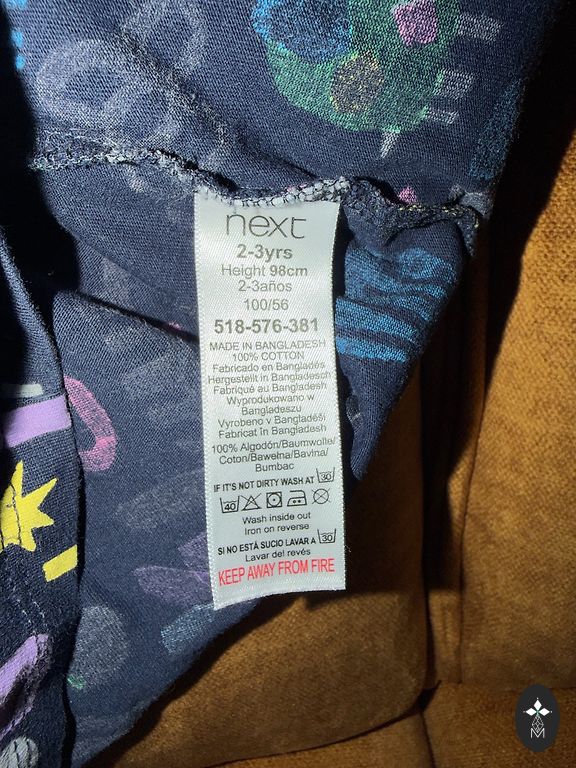 next
2-3yrs
Height 98cm
2-3años
100/56
518-576-381
MADE IN BANGLADESH
100% COTTON
Fabricado en Bangladés
Hergestellt in Bangladesch
Fabriqué au Bangladesh
Wyprodukowano w
Bangladeszu
Vyrobeno v Bangladéši
Fabricat în Bangladesh
100% Algodón/Baumwolle/
Coton/Bawełna/Bavlna/
Bumbac
IF IT'S NOT DIRTY WASH AT 30
40
Wash inside out
Iron on reverse
SI NO ESTÁ SUCIO LAVAR A 30
Lavar del revés
KEEP AWAY FROM FIRE
M